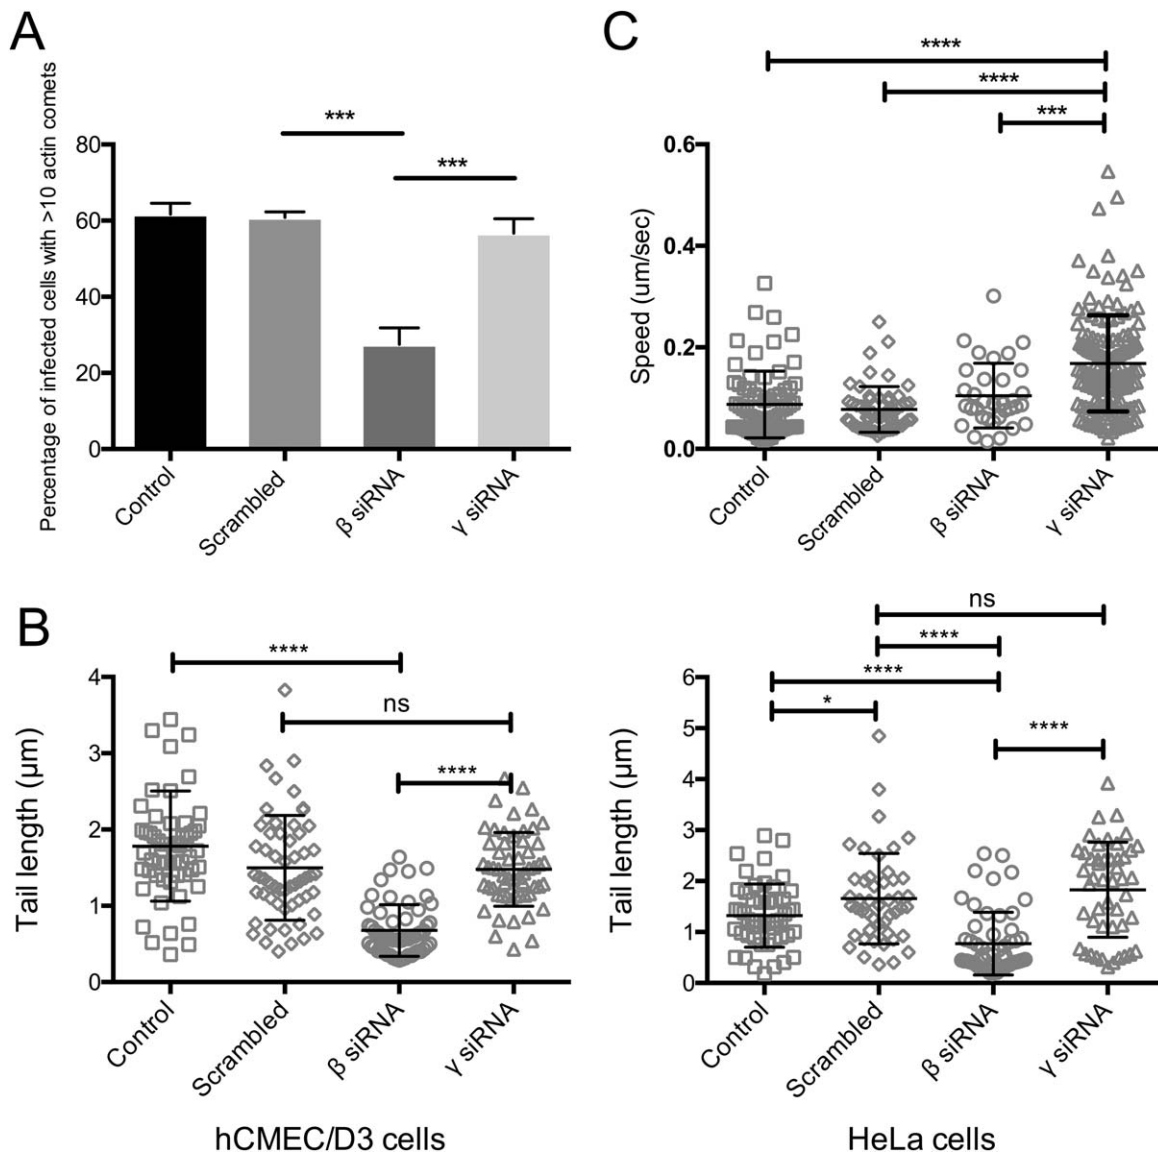 A
Percentage of infected cells with >10 actin comets
80
60
40
20
0
***
***
Control
Scrambled
β siRNA
γ siRNA
C
****
****
***
Speed (um/sec)
0.6
0.4
0.2
0.0
Control
Scrambled
β siRNA
γ siRNA
B
Tail length (µm)
4
3
2
1
0
****
ns
****
Control
Scrambled
β siRNA
γ siRNA
hCMEC/D3 cells
ns
****
****
*
****
Tail length (µm)
6
5
4
3
2
1
0
Control
Scrambled
β siRNA
γ siRNA
HeLa cells